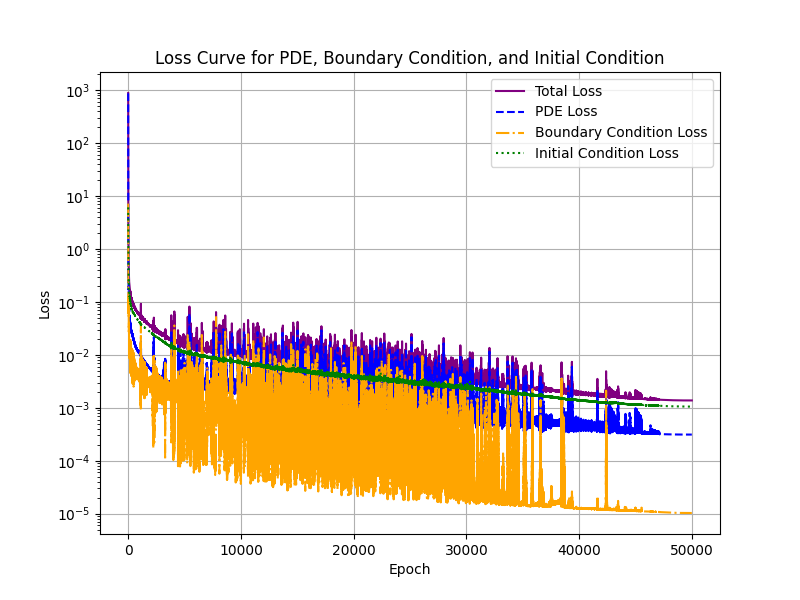 Loss Curve for PDE, Boundary Condition, and Initial Condition
10³
10²
10¹
10⁰
10⁻¹
10⁻²
10⁻³
10⁻⁴
10⁻⁵
Loss
Total Loss
PDE Loss
Boundary Condition Loss
Initial Condition Loss
0 10000 20000 30000 40000 50000
Epoch